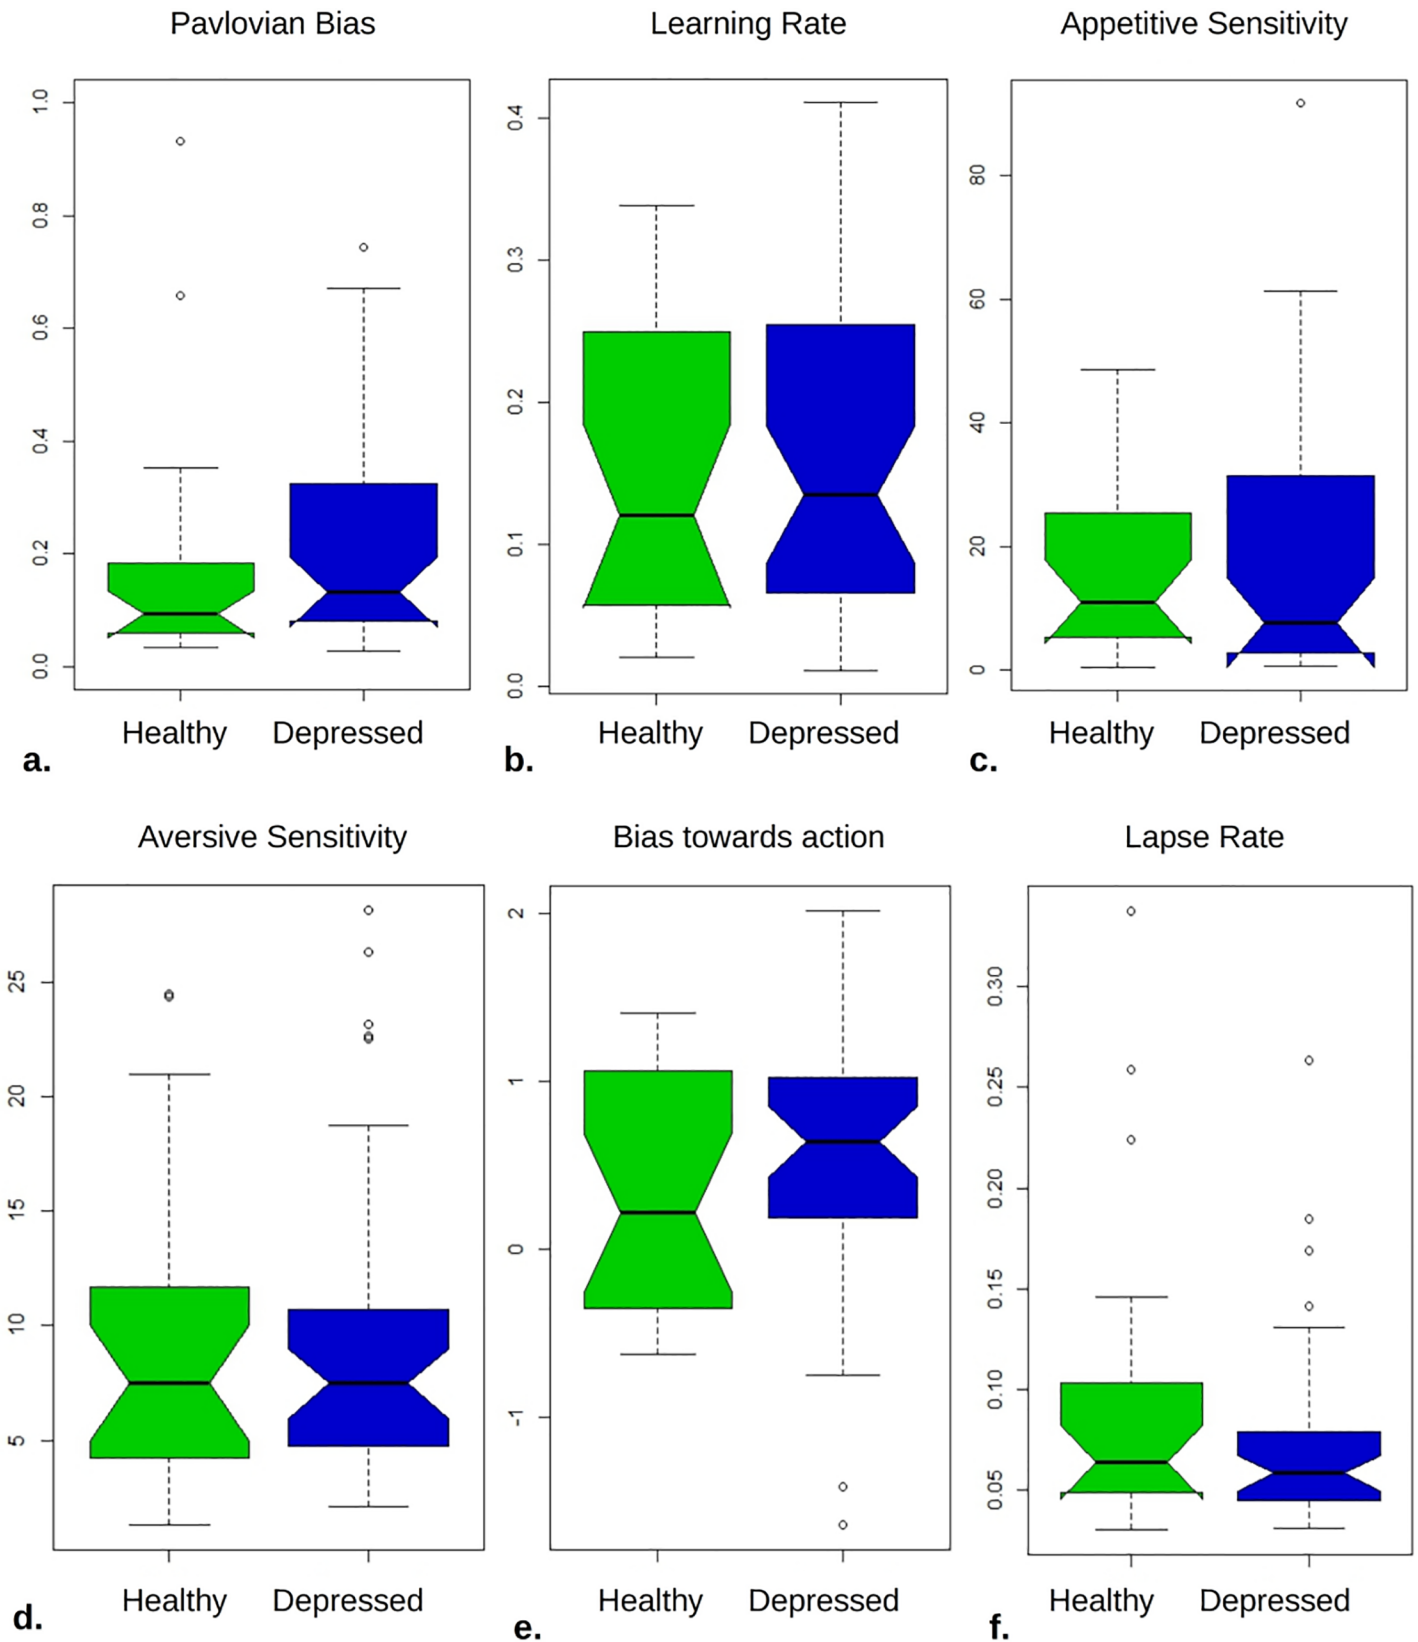 Pavlovian Bias
1.0
0.8
0.6
0.4
0.2
0.0
Healthy Depressed
a.
Learning Rate
0.4
0.3
0.2
0.1
0.0
Healthy Depressed
b.
Appetitive Sensitivity
80
60
40
20
0
Healthy Depressed
c.
Aversive Sensitivity
25
20
15
10
5
Healthy Depressed
d.
Bias towards action
2
1
0
-1
Healthy Depressed
e.
Lapse Rate
0.30
0.25
0.20
0.15
0.10
0.05
Healthy Depressed
f.